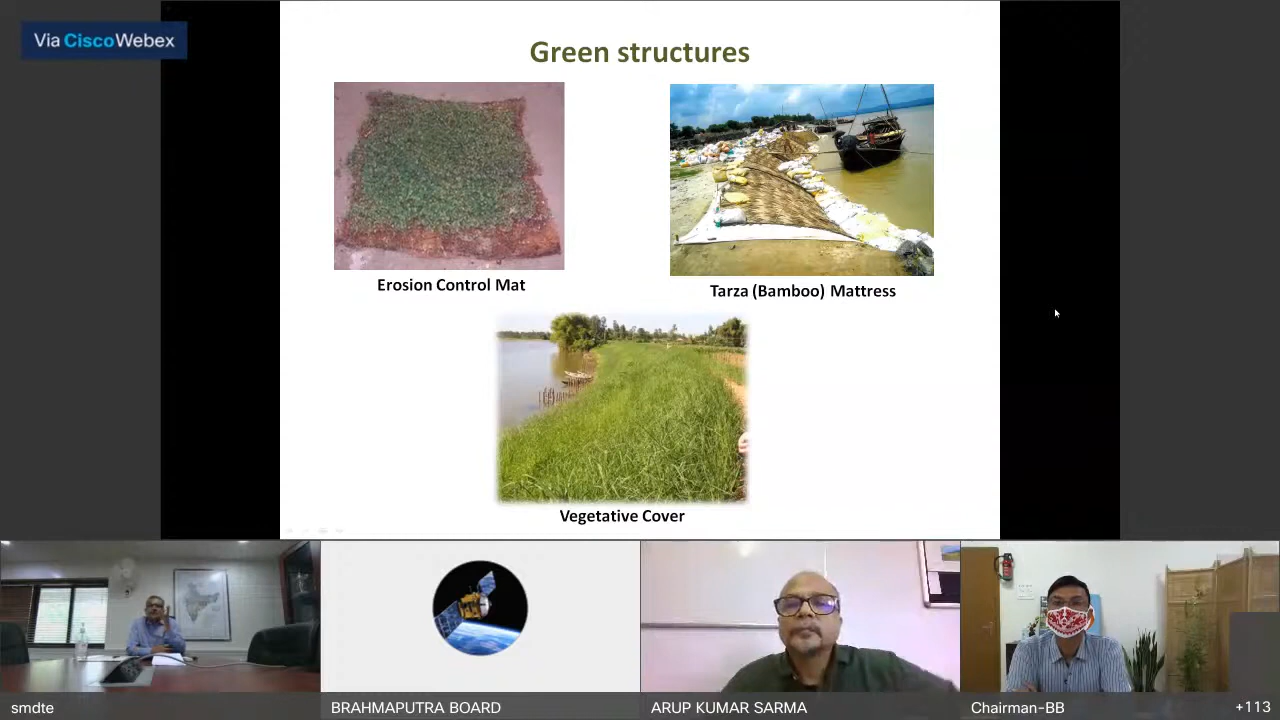 Via CiscoWebex
Green structures
Erosion Control Mat
Tarza (Bamboo) Mattress
Vegetative Cover
smdte
BRAHMAPUTRA BOARD
ARUP KUMAR SARMA
Chairman-BB
+113